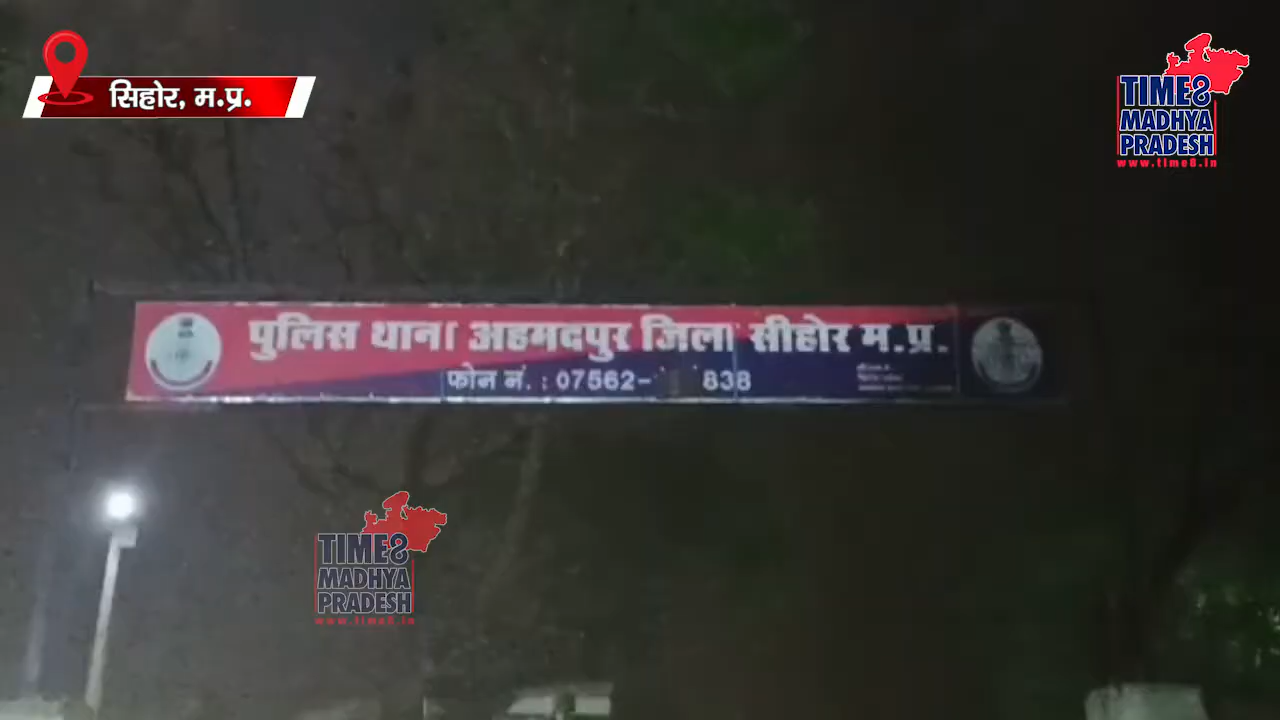 सिहोर, म.प्र.
TIME8
MADHYA
PRADESH
www.time8.in
पुलिस थाना अहमदपुर जिला सीहोर म.प्र.
फोन नं. : 07562- 838
TIME8
MADHYA
PRADESH
www.time8.in